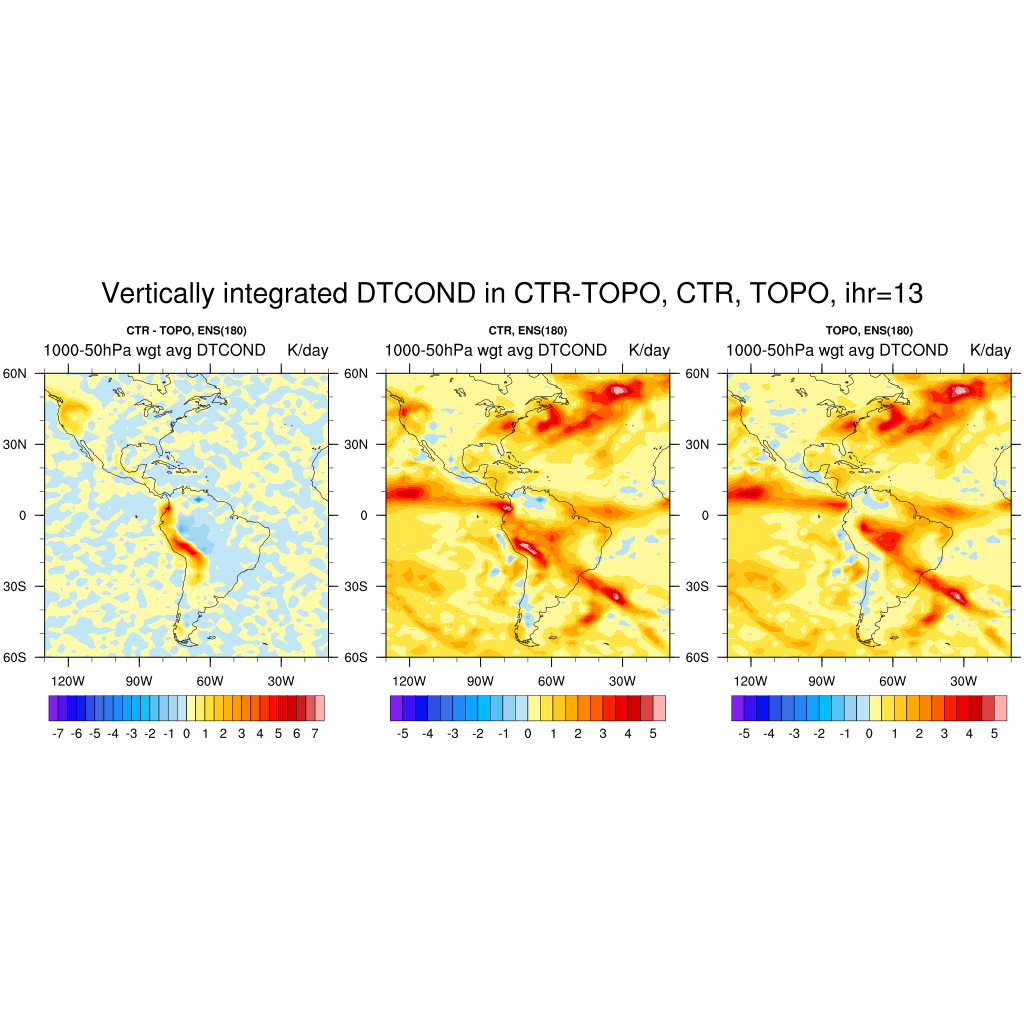 Vertically integrated DTCOND in CTR-TOPO, CTR, TOPO, ihr=13
CTR - TOPO, ENS(180)
1000-50hPa wgt avg DTCOND K/day
60N
30N
0
30S
60S
120W 90W 60W 30W
-7 -6 -5 -4 -3 -2 -1 0 1 2 3 4 5 6 7
CTR, ENS(180)
1000-50hPa wgt avg DTCOND K/day
60N
30N
0
30S
60S
120W 90W 60W 30W
-5 -4 -3 -2 -1 0 1 2 3 4 5
TOPO, ENS(180)
1000-50hPa wgt avg DTCOND K/day
60N
30N
0
30S
60S
120W 90W 60W 30W
-5 -4 -3 -2 -1 0 1 2 3 4 5